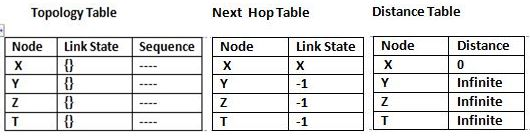 Topology Table Next Hop Table Distance Table
Node Link State Sequence Node Link State Node Distance
X {} ---- X X X 0
Y {} ---- Y -1 Y Infinite
Z {} ---- Z -1 Z Infinite
T {} ---- T -1 T Infinite